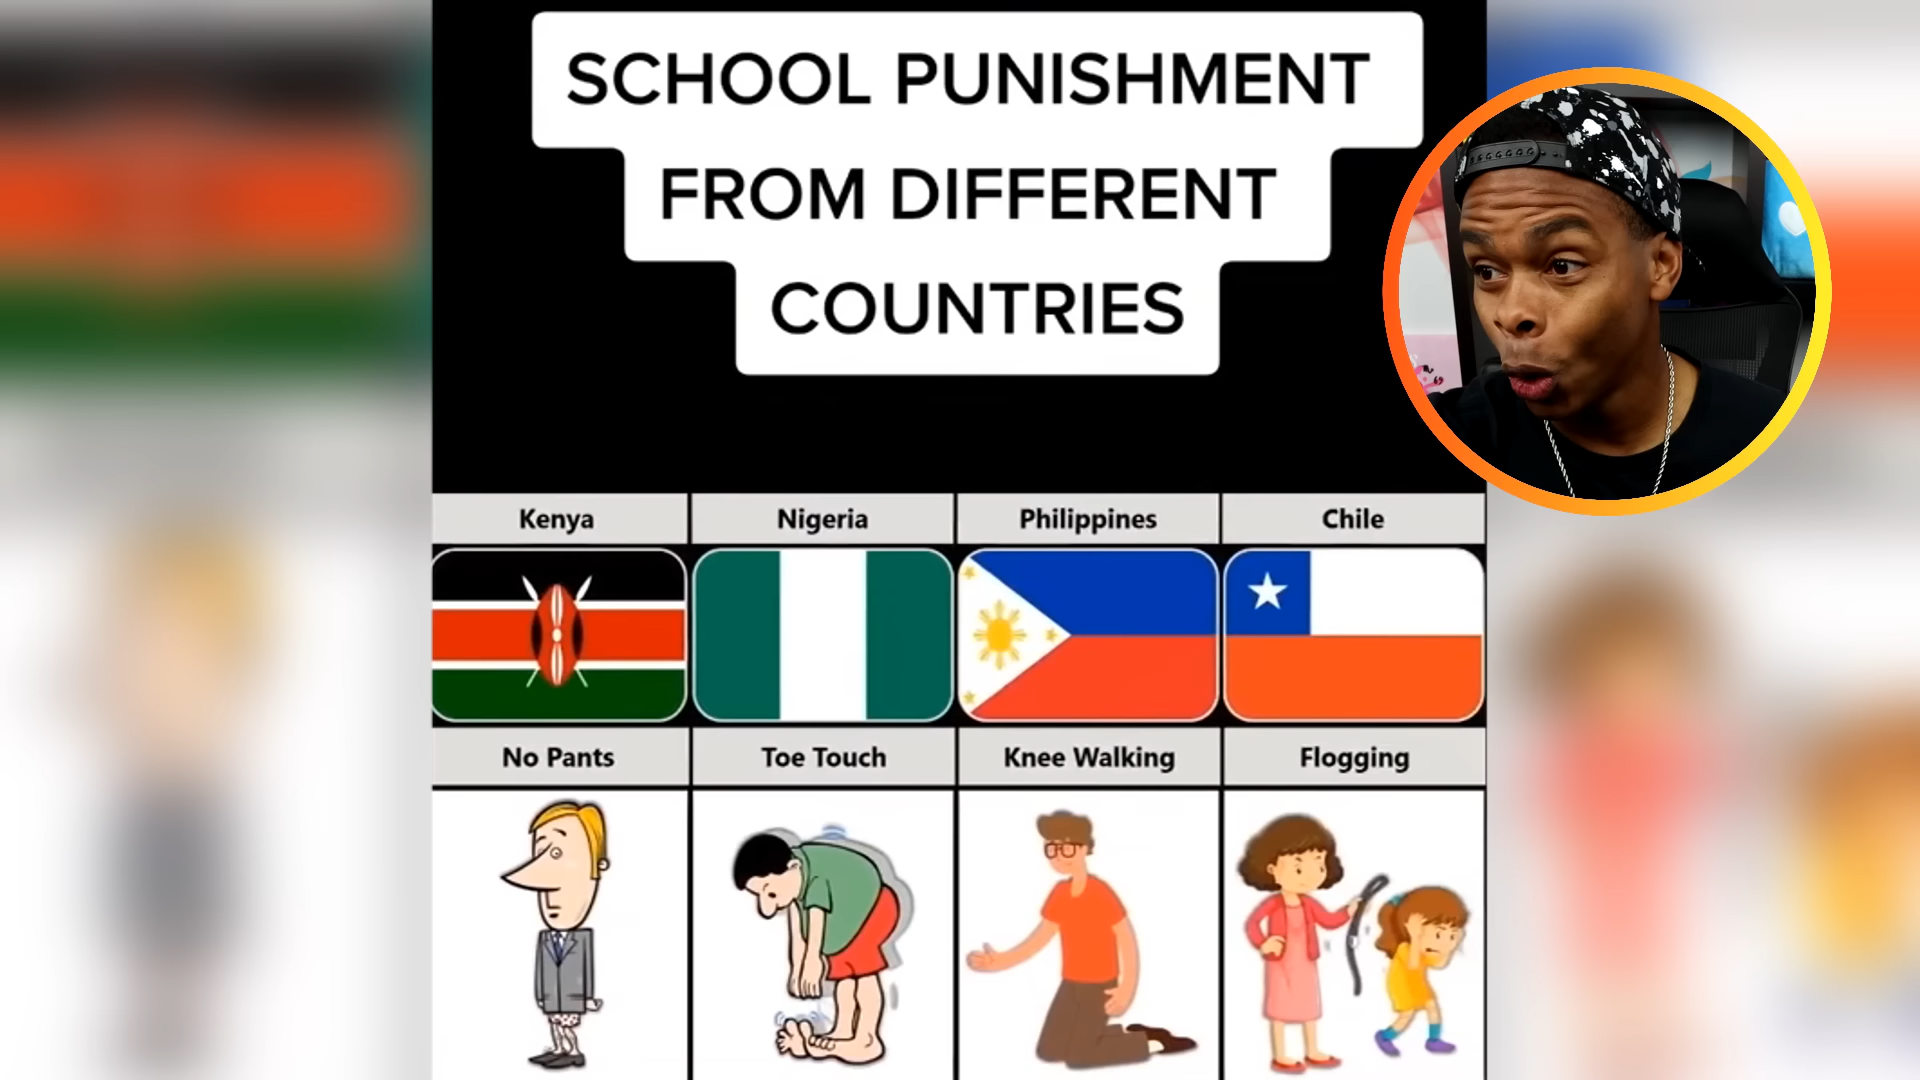 SCHOOL PUNISHMENT
FROM DIFFERENT
COUNTRIES
Kenya
Nigeria
Philippines
Chile
No Pants
Toe Touch
Knee Walking
Flogging